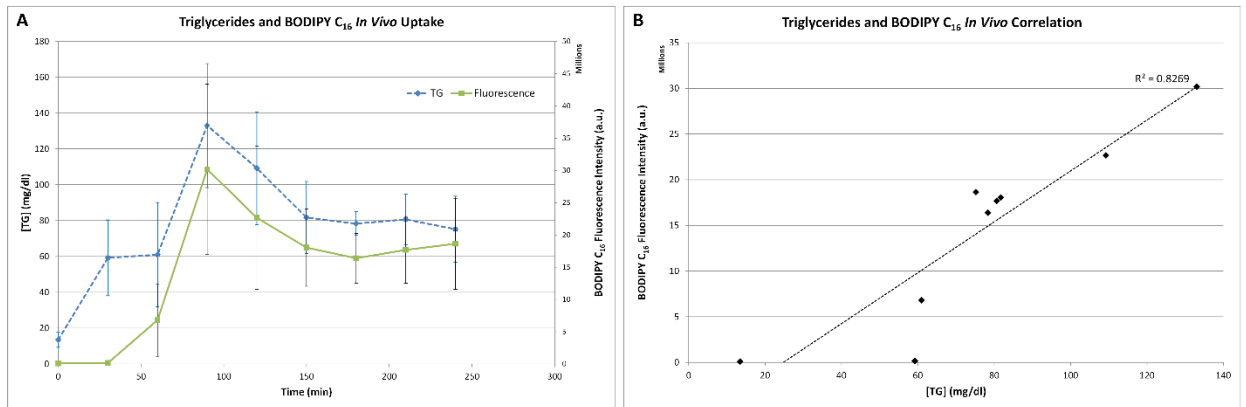 A
Triglycerides and BODIPY C16 In Vivo Uptake
Millions
TG
Fluorescence
[TG] (mg/dl)
180
160
140
120
100
80
60
40
20
0
BODIPY C16 Fluorescence Intensity (a.u.)
50
45
40
35
30
25
20
15
10
5
0
0 50 100 150 200 250 300
Time (min)
B
Triglycerides and BODIPY C16 In Vivo Correlation
Millions
R² = 0.8269
BODIPY C16 Fluorescence Intensity (a.u.)
35
30
25
20
15
10
5
0
0 20 40 60 80 100 120 140
[TG] (mg/dl)